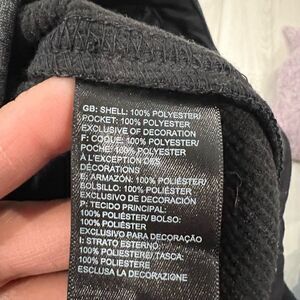 GB: SHELL: 100% POLYESTER/
POCKET: 100% POLYESTER
EXCLUSIVE OF DECORATION
F: COQUE: 100% POLYESTER/
POCHE: 100% POLYESTER
À L'EXCEPTION DES
DÉCORATIONS
E: ARMAZÓN: 100% POLIÉSTER/
BOLSILLO: 100% POLIÉSTER
EXCLUSIVO DE DECORACIÓN
P: TECIDO PRINCIPAL:
100% POLIÉSTER/ BOLSO:
100% POLIÉSTER
EXCLUSIVO PARA DECORAÇÃO
I: STRATO ESTERNO:
100% POLIESTERE/ TASCA:
100% POLIESTERE
ESCLUSA LA DECORAZIONE